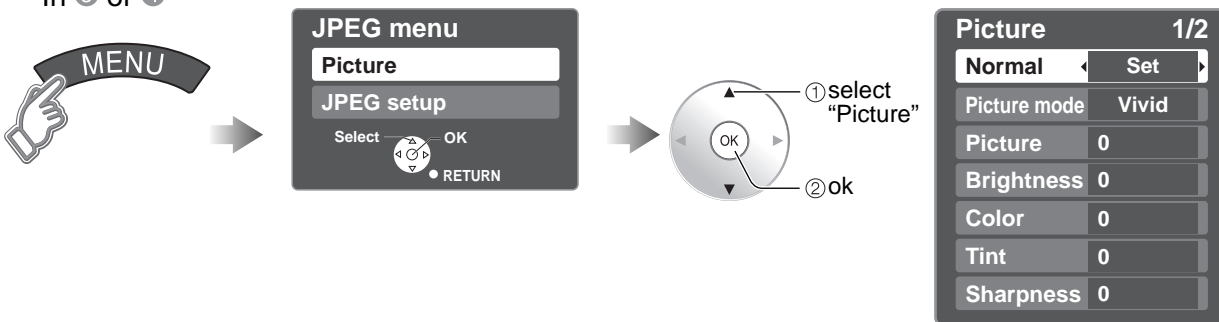 MENU
JPEG menu
Picture
JPEG setup
Select
OK
RETURN
①select
"Picture"
OK
②ok
Picture 1/2
Normal Set
Picture mode Vivid
Picture 0
Brightness 0
Color 0
Tint 0
Sharpness 0